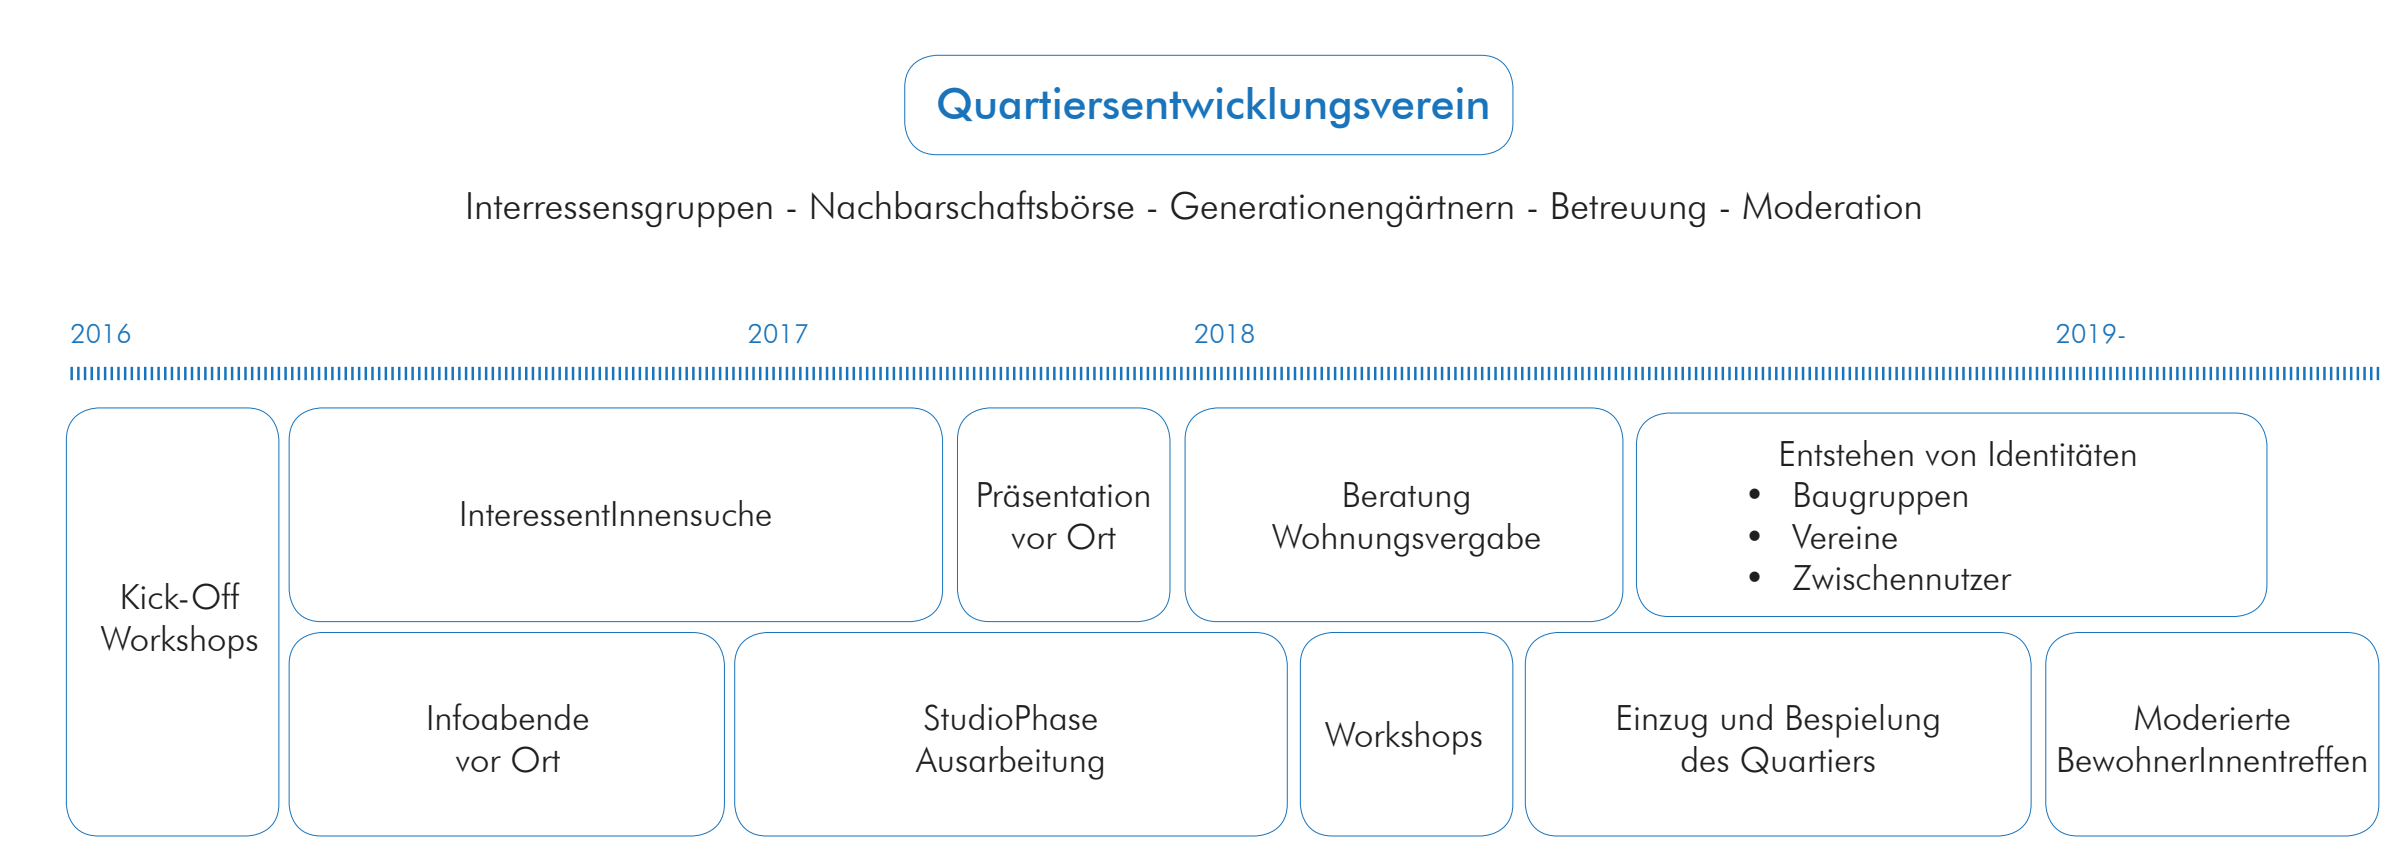 Quartiersentwicklungsverein
Interressensgruppen - Nachbarschaftsbörse - Generationengärtnern - Betreuung - Moderation
2016
2017
2018
2019-
Kick-Off
Workshops
InteressentInnensuche
Präsentation
vor Ort
Beratung
Wohnungsvergabe
Entstehen von Identitäten
• Baugruppen
• Vereine
• Zwischennutzer
Infoabende
vor Ort
StudioPhase
Ausarbeitung
Workshops
Einzug und Bespielung
des Quartiers
Moderierte
BewohnerInnentreffen